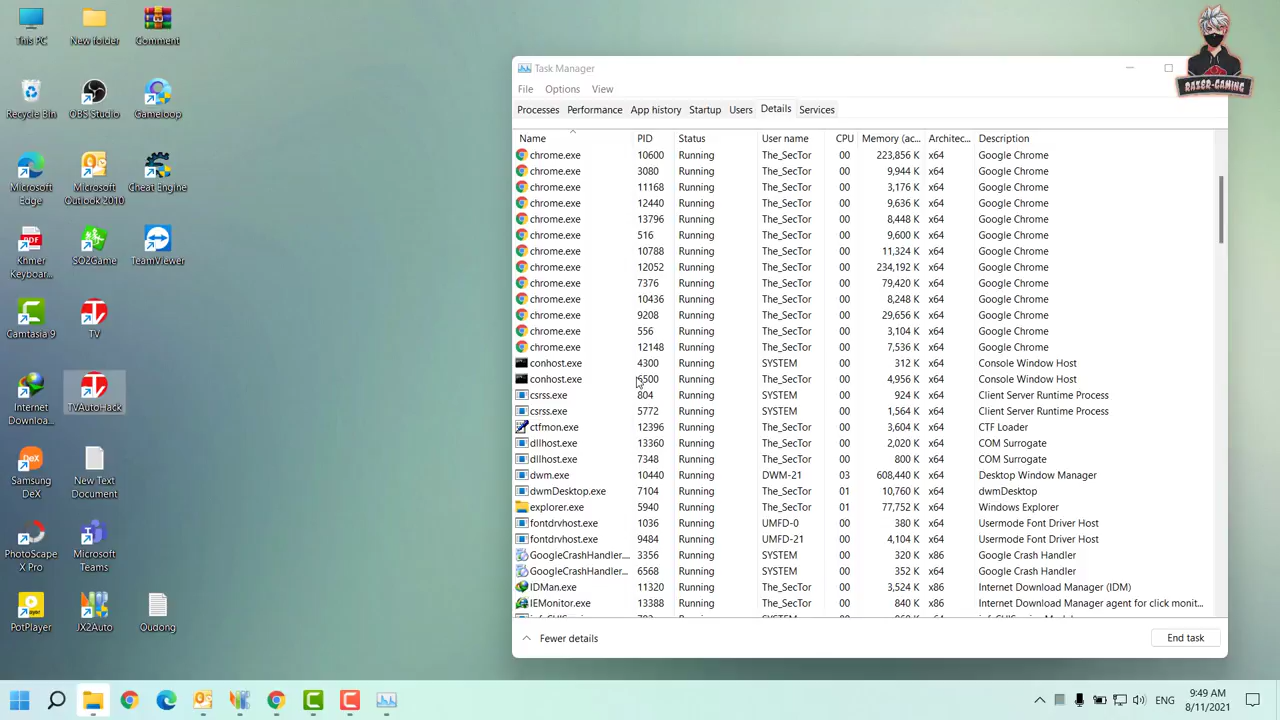 This PC
New folder
Comment
Recycle Bin
OBS Studio
Gameloop
Microsoft
Edge
Microsoft
Outlook 2010
Cheat Engine
Khmer
Keyboar...
SO2Game
TeamViewer
Camtasia 9
TV
Internet
Downloa...
TVAutoHack
Samsung
DeX
New Text
Document
PhotoScape
X Pro
Microsoft
Teams
PotPlayer
JX2Auto
Oudong
RAZER-GAMING
Task Manager
File Options View
Processes Performance App history Startup Users Details Services
Name PID Status User name CPU Memory (ac... Architec... Description
chrome.exe 10600 Running The_SecTor 00 223,856 K x64 Google Chrome
chrome.exe 3080 Running The_SecTor 00 9,944 K x64 Google Chrome
chrome.exe 11168 Running The_SecTor 00 3,176 K x64 Google Chrome
chrome.exe 12440 Running The_SecTor 00 9,636 K x64 Google Chrome
chrome.exe 13796 Running The_SecTor 00 8,448 K x64 Google Chrome
chrome.exe 516 Running The_SecTor 00 9,600 K x64 Google Chrome
chrome.exe 10788 Running The_SecTor 00 11,324 K x64 Google Chrome
chrome.exe 12052 Running The_SecTor 00 234,192 K x64 Google Chrome
chrome.exe 7376 Running The_SecTor 00 79,420 K x64 Google Chrome
chrome.exe 10436 Running The_SecTor 00 8,248 K x64 Google Chrome
chrome.exe 9208 Running The_SecTor 00 29,656 K x64 Google Chrome
chrome.exe 556 Running The_SecTor 00 3,104 K x64 Google Chrome
chrome.exe 12148 Running The_SecTor 00 7,536 K x64 Google Chrome
conhost.exe 4300 Running SYSTEM 00 312 K x64 Console Window Host
conhost.exe Running The_SecTor 00 4,956 K x64 Console Window Host
csrss.exe 804 Running SYSTEM 00 924 K x64 Client Server Runtime Process
csrss.exe 5772 Running SYSTEM 00 1,564 K x64 Client Server Runtime Process
ctfmon.exe 12396 Running The_SecTor 00 3,604 K x64 CTF Loader
dllhost.exe 13360 Running The_SecTor 00 2,020 K x64 COM Surrogate
dllhost.exe 7348 Running The_SecTor 00 800 K x64 COM Surrogate
dwm.exe 10440 Running DWM-21 03 608,440 K x64 Desktop Window Manager
dwmDesktop.exe 7104 Running The_SecTor 01 10,760 K x64 dwmDesktop
explorer.exe 5940 Running The_SecTor 01 77,752 K x64 Windows Explorer
fontdrvhost.exe 1036 Running UMFD-0 00 380 K x64 Usermode Font Driver Host
fontdrvhost.exe 9484 Running UMFD-21 00 4,104 K x64 Usermode Font Driver Host
GoogleCrashHandler.... 3356 Running SYSTEM 00 320 K x86 Google Crash Handler
GoogleCrashHandler... 6568 Running SYSTEM 00 352 K x64 Google Crash Handler
IDMan.exe 11320 Running The_SecTor 00 3,524 K x86 Internet Download Manager (IDM)
IEMonitor.exe 13388 Running The_SecTor 00 840 K x86 Internet Download Manager agent for click monit...
Fewer details
End task
ENG
9:49 AM
8/11/2021